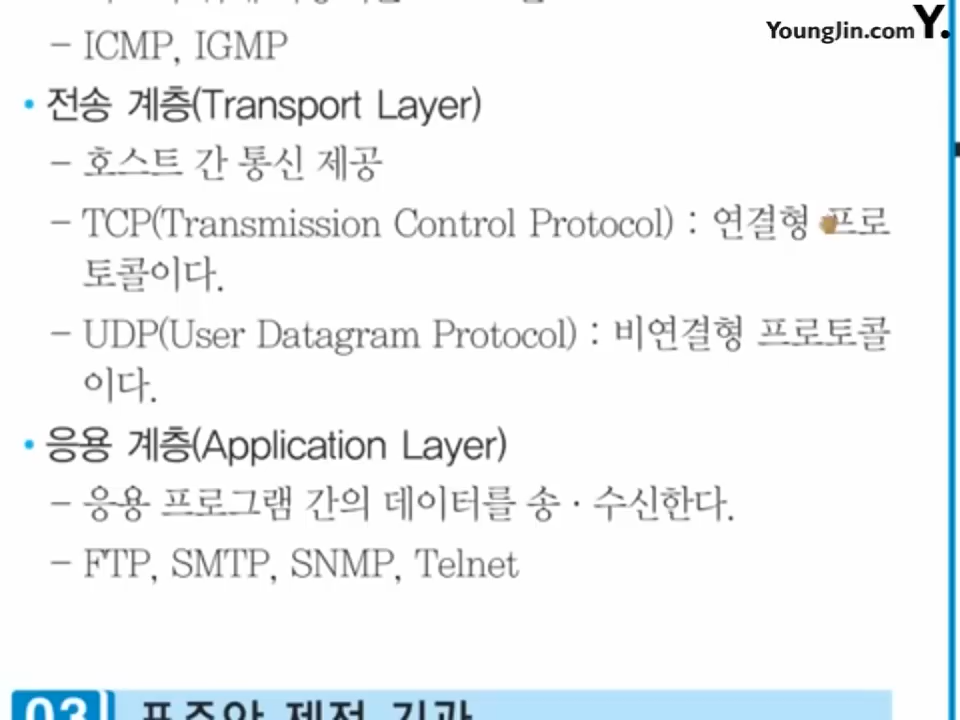 YoungJin.com Y.
- ICMP, IGMP
• 전송 계층(Transport Layer)
- 호스트 간 통신 제공
- TCP(Transmission Control Protocol) : 연결형 프로
토콜이다.
- UDP(User Datagram Protocol) : 비연결형 프로토콜
이다.
• 응용 계층(Application Layer)
- 응용 프로그램 간의 데이터를 송·수신한다.
- FTP, SMTP, SNMP, Telnet
03 표준안 제정 기관